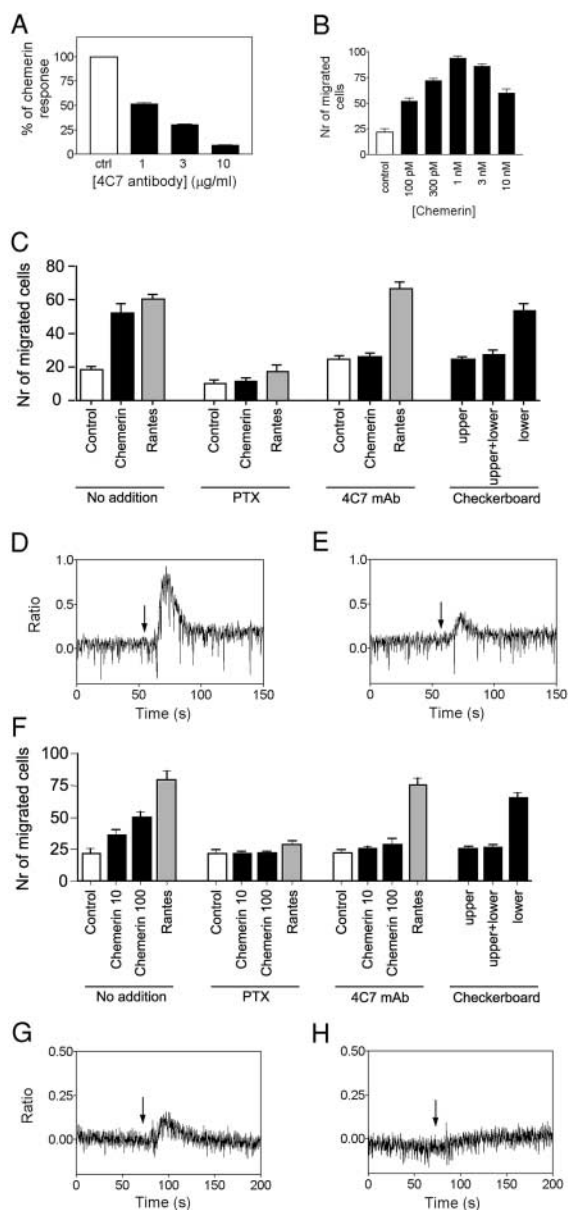 A
% of chemerin
response
100
75
50
25
0
ctrl 1 3 10
[4C7 antibody] (μg/ml)
B
Nr of migrated
cells
100
75
50
25
0
control
100 pM
300 pM
1 nM
3 nM
10 nM
[Chemerin]
C
Nr of migrated cells
80
60
40
20
0
Control
Chemerin
Rantes
Control
Chemerin
Rantes
Control
Chemerin
Rantes
upper
upper+lower
lower
No addition PTX 4C7 mAb Checkerboard
D
Ratio
1.0
0.5
0.0
0 50 100 150
Time (s)
E
1.0
0.5
0.0
0 50 100 150
Time (s)
F
Nr of migrated cells
100
75
50
25
0
Control
Chemerin 10
Chemerin 100
Rantes
Control
Chemerin 10
Chemerin 100
Rantes
Control
Chemerin 10
Chemerin 100
Rantes
upper
upper+lower
lower
No addition PTX 4C7 mAb Checkerboard
G
Ratio
0.50
0.25
0.00
0 50 100 150 200
Time (s)
H
0.50
0.25
0.00
0 50 100 150 200
Time (s)